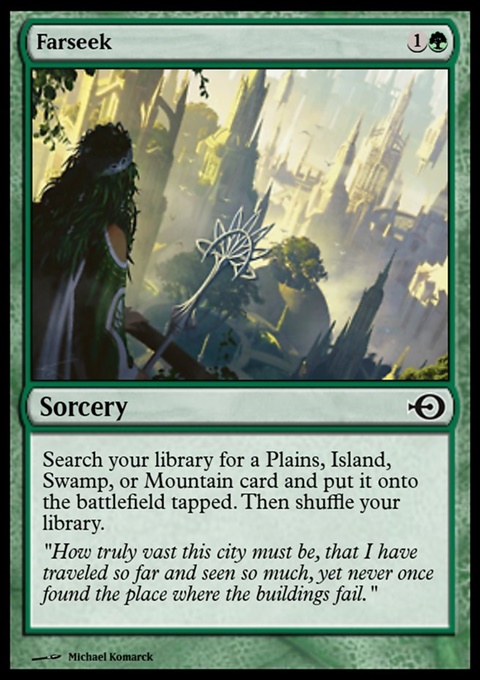 Farseek
1
Sorcery
Search your library for a Plains, Island,
Swamp, or Mountain card and put it onto
the battlefield tapped. Then shuffle your
library.
"How truly vast this city must be, that I have
traveled so far and seen so much, yet never once
found the place where the buildings fail."
Michael Komarck